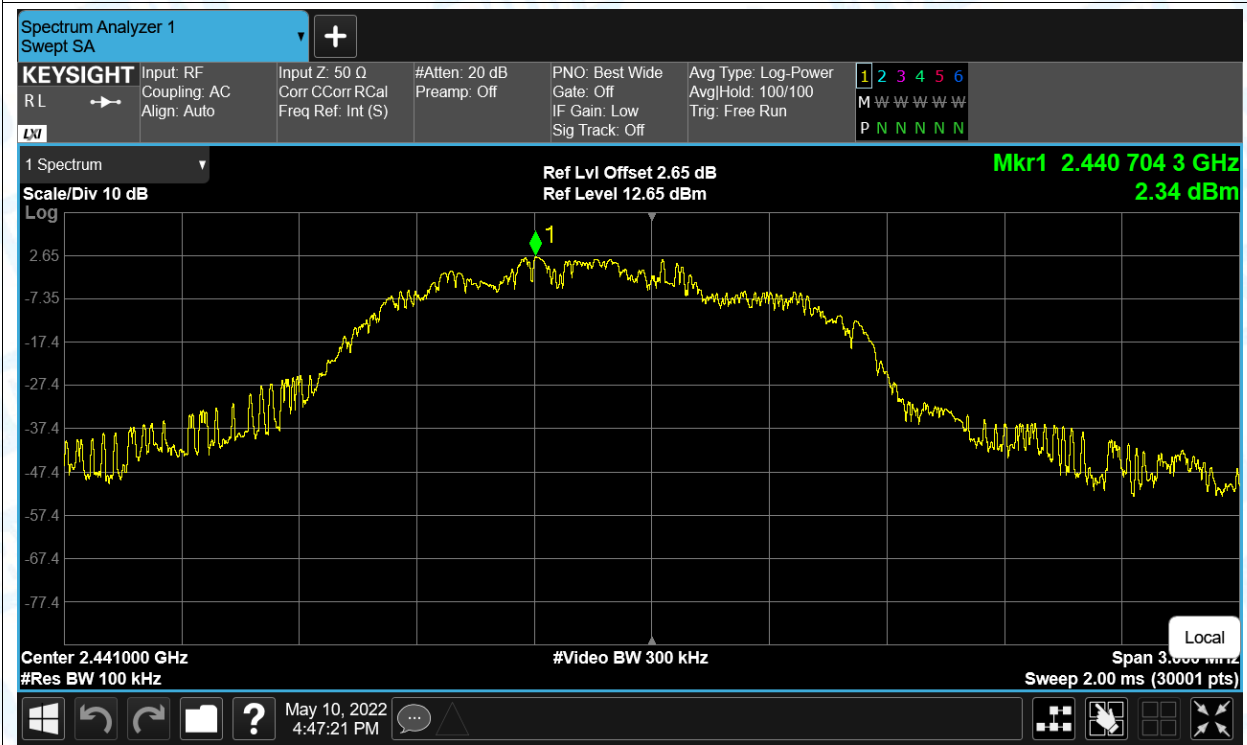 Spectrum Analyzer 1
Swept SA
KEYSIGHT
R L
LXI
Input: RF
Coupling: AC
Align: Auto
Input Z: 50 Ω
Corr CCorr RCal
Freq Ref: Int (S)
#Atten: 20 dB
Preamp: Off
PNO: Best Wide
Gate: Off
IF Gain: Low
Sig Track: Off
Avg Type: Log-Power
Avg|Hold: 100/100
Trig: Free Run
1 2 3 4 5 6
M W W W W W
P N N N N N
1 Spectrum
Scale/Div 10 dB
Log
Ref Lvl Offset 2.65 dB
Ref Level 12.65 dBm
Mkr1 2.440 704 3 GHz
2.34 dBm
1
2.65
-7.35
-17.4
-27.4
-37.4
-47.4
-57.4
-67.4
-77.4
Local
Center 2.441000 GHz
#Video BW 300 kHz
Span
#Res BW 100 kHz
Sweep 2.00 ms (30001 pts)
?
May 10, 2022
4:47:21 PM